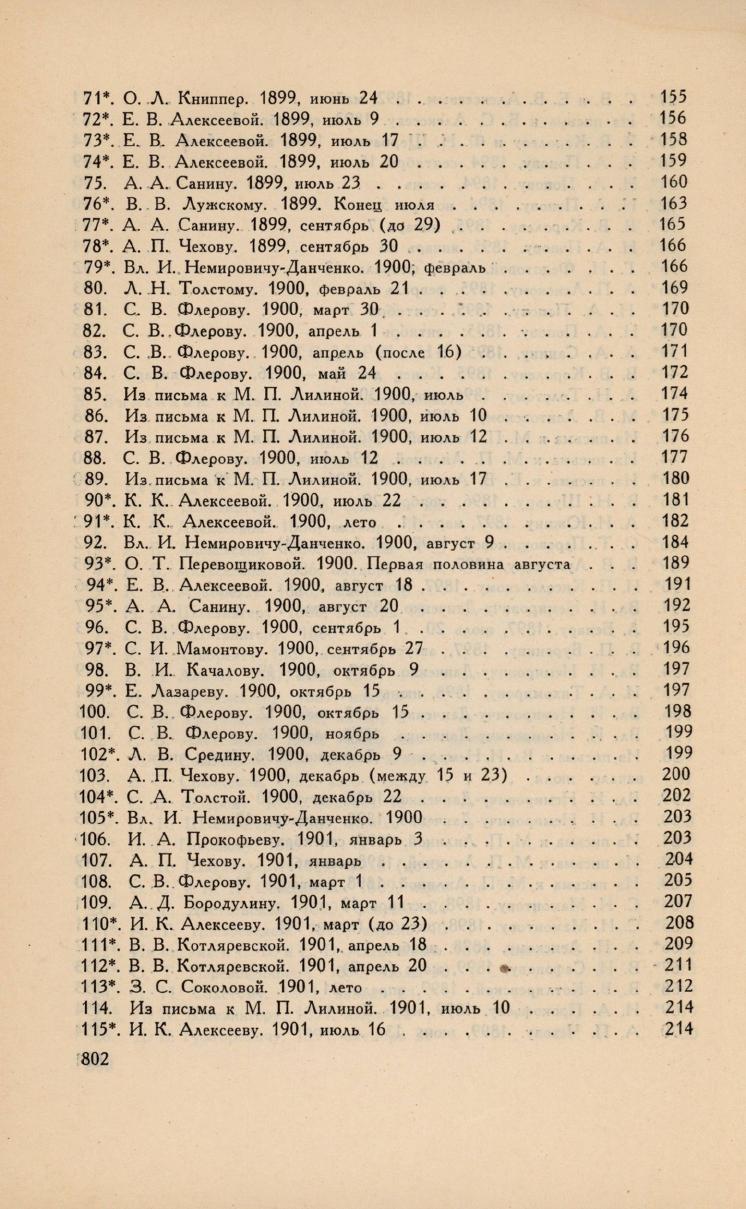 71*. О. Л. Книппер. 1899, июнь 24 . . . . . . . . . . . . 155
72*. Е. В. Алексеевой. 1899, июль 9 . . . . . . . . . . . . 156
73*. Е. В. Алексеевой. 1899, июль 17 . . . . . . . . . . . 158
74*. Е. В. Алексеевой. 1899, июль 20 . . . . . . . . . . . 159
75. А. А. Санину. 1899, июль 23 . . . . . . . . . . . . . 160
76*. В. В. Лужскому. 1899. Конец июля . . . . . . . . . 163
77*. А. А. Санину. 1899, сентябрь (до 29) . . . . . . . . . 165
78*. А. П. Чехову. 1899, сентябрь 30 . . . . . . . . . . . 166
79*. Вл. И. Немировичу-Данченко. 1900, февраль . . . . . . . 166
80. Л. Н. Толстому. 1900, февраль 21 . . . . . . . . . . . 169
81. С. В. Флерову. 1900, март 30 . . . . . . . . . . . . 170
82. С. В. Флерову. 1900, апрель 1 . . . . . . . . . . . . 170
83. С. В. Флерову. 1900, апрель (после 16) . . . . . . . . 171
84. С. В. Флерову. 1900, май 24 . . . . . . . . . . . . 172
85. Из письма к М. П. Лилиной. 1900, июль . . . . . . . . 174
86. Из письма к М. П. Лилиной. 1900, июль 10 . . . . . . . 175
87. Из письма к М. П. Лилиной. 1900, июль 12 . . . . . . . 176
88. С. В. Флерову. 1900, июль 12 . . . . . . . . . . . . 177
89. Из письма к М. П. Лилиной. 1900, июль 17 . . . . . . . 180
90*. К. К. Алексеевой. 1900, июль 22 . . . . . . . . . . . 181
91*. К. К. Алексеевой. 1900, лето . . . . . . . . . . . . 182
92. Вл. И. Немировичу-Данченко. 1900, август 9 . . . . . . . 184
93*. О. Т. Перевощиковой. 1900. Первая половина августа . . . 189
94*. Е. В. Алексеевой. 1900, август 18 . . . . . . . . . . 191
95*. А. А. Санину. 1900, август 20 . . . . . . . . . . . 192
96. С. В. Флерову. 1900, сентябрь 1 . . . . . . . . . . . 195
97*. С. И. Мамонтову. 1900, сентябрь 27 . . . . . . . . . . 196
98. В. И. Качалову. 1900, октябрь 9 . . . . . . . . . . . 197
99*. Е. Лазареву. 1900, октябрь 15 . . . . . . . . . . . . 197
100. С. В. Флерову. 1900, октябрь 15 . . . . . . . . . . . 198
101. С. В. Флерову. 1900, ноябрь . . . . . . . . . . . . 199
102*. Л. В. Средину. 1900, декабрь 9 . . . . . . . . . . . 199
103. А. П. Чехову. 1900, декабрь (между 15 и 23) . . . . . . 200
104*. С. А. Толстой. 1900, декабрь 22 . . . . . . . . . . . 202
105*. Вл. И. Немировичу-Данченко. 1900 . . . . . . . . . . 203
106. И. А. Прокофьеву. 1901, январь 3 . . . . . . . . . . 203
107. А. П. Чехову. 1901, январь . . . . . . . . . . . . . 204
108. С. В. Флерову. 1901, март 1 . . . . . . . . . . . . . 205
109. А. Д. Бородулину. 1901, март 11 . . . . . . . . . . . 207
110*. И. К. Алексееву. 1901, март (до 23) . . . . . . . . . . 208
111*. В. В. Котляревской. 1901, апрель 18 . . . . . . . . . . 209
112*. В. В. Котляревской. 1901, апрель 20 . . . . . . . . . . 211
113*. З. С. Соколовой. 1901, лето . . . . . . . . . . . . . 212
114. Из письма к М. П. Лилиной. 1901, июль 10 . . . . . . 214
115*. И. К. Алексееву. 1901, июль 16 . . . . . . . . . . . . 214
802